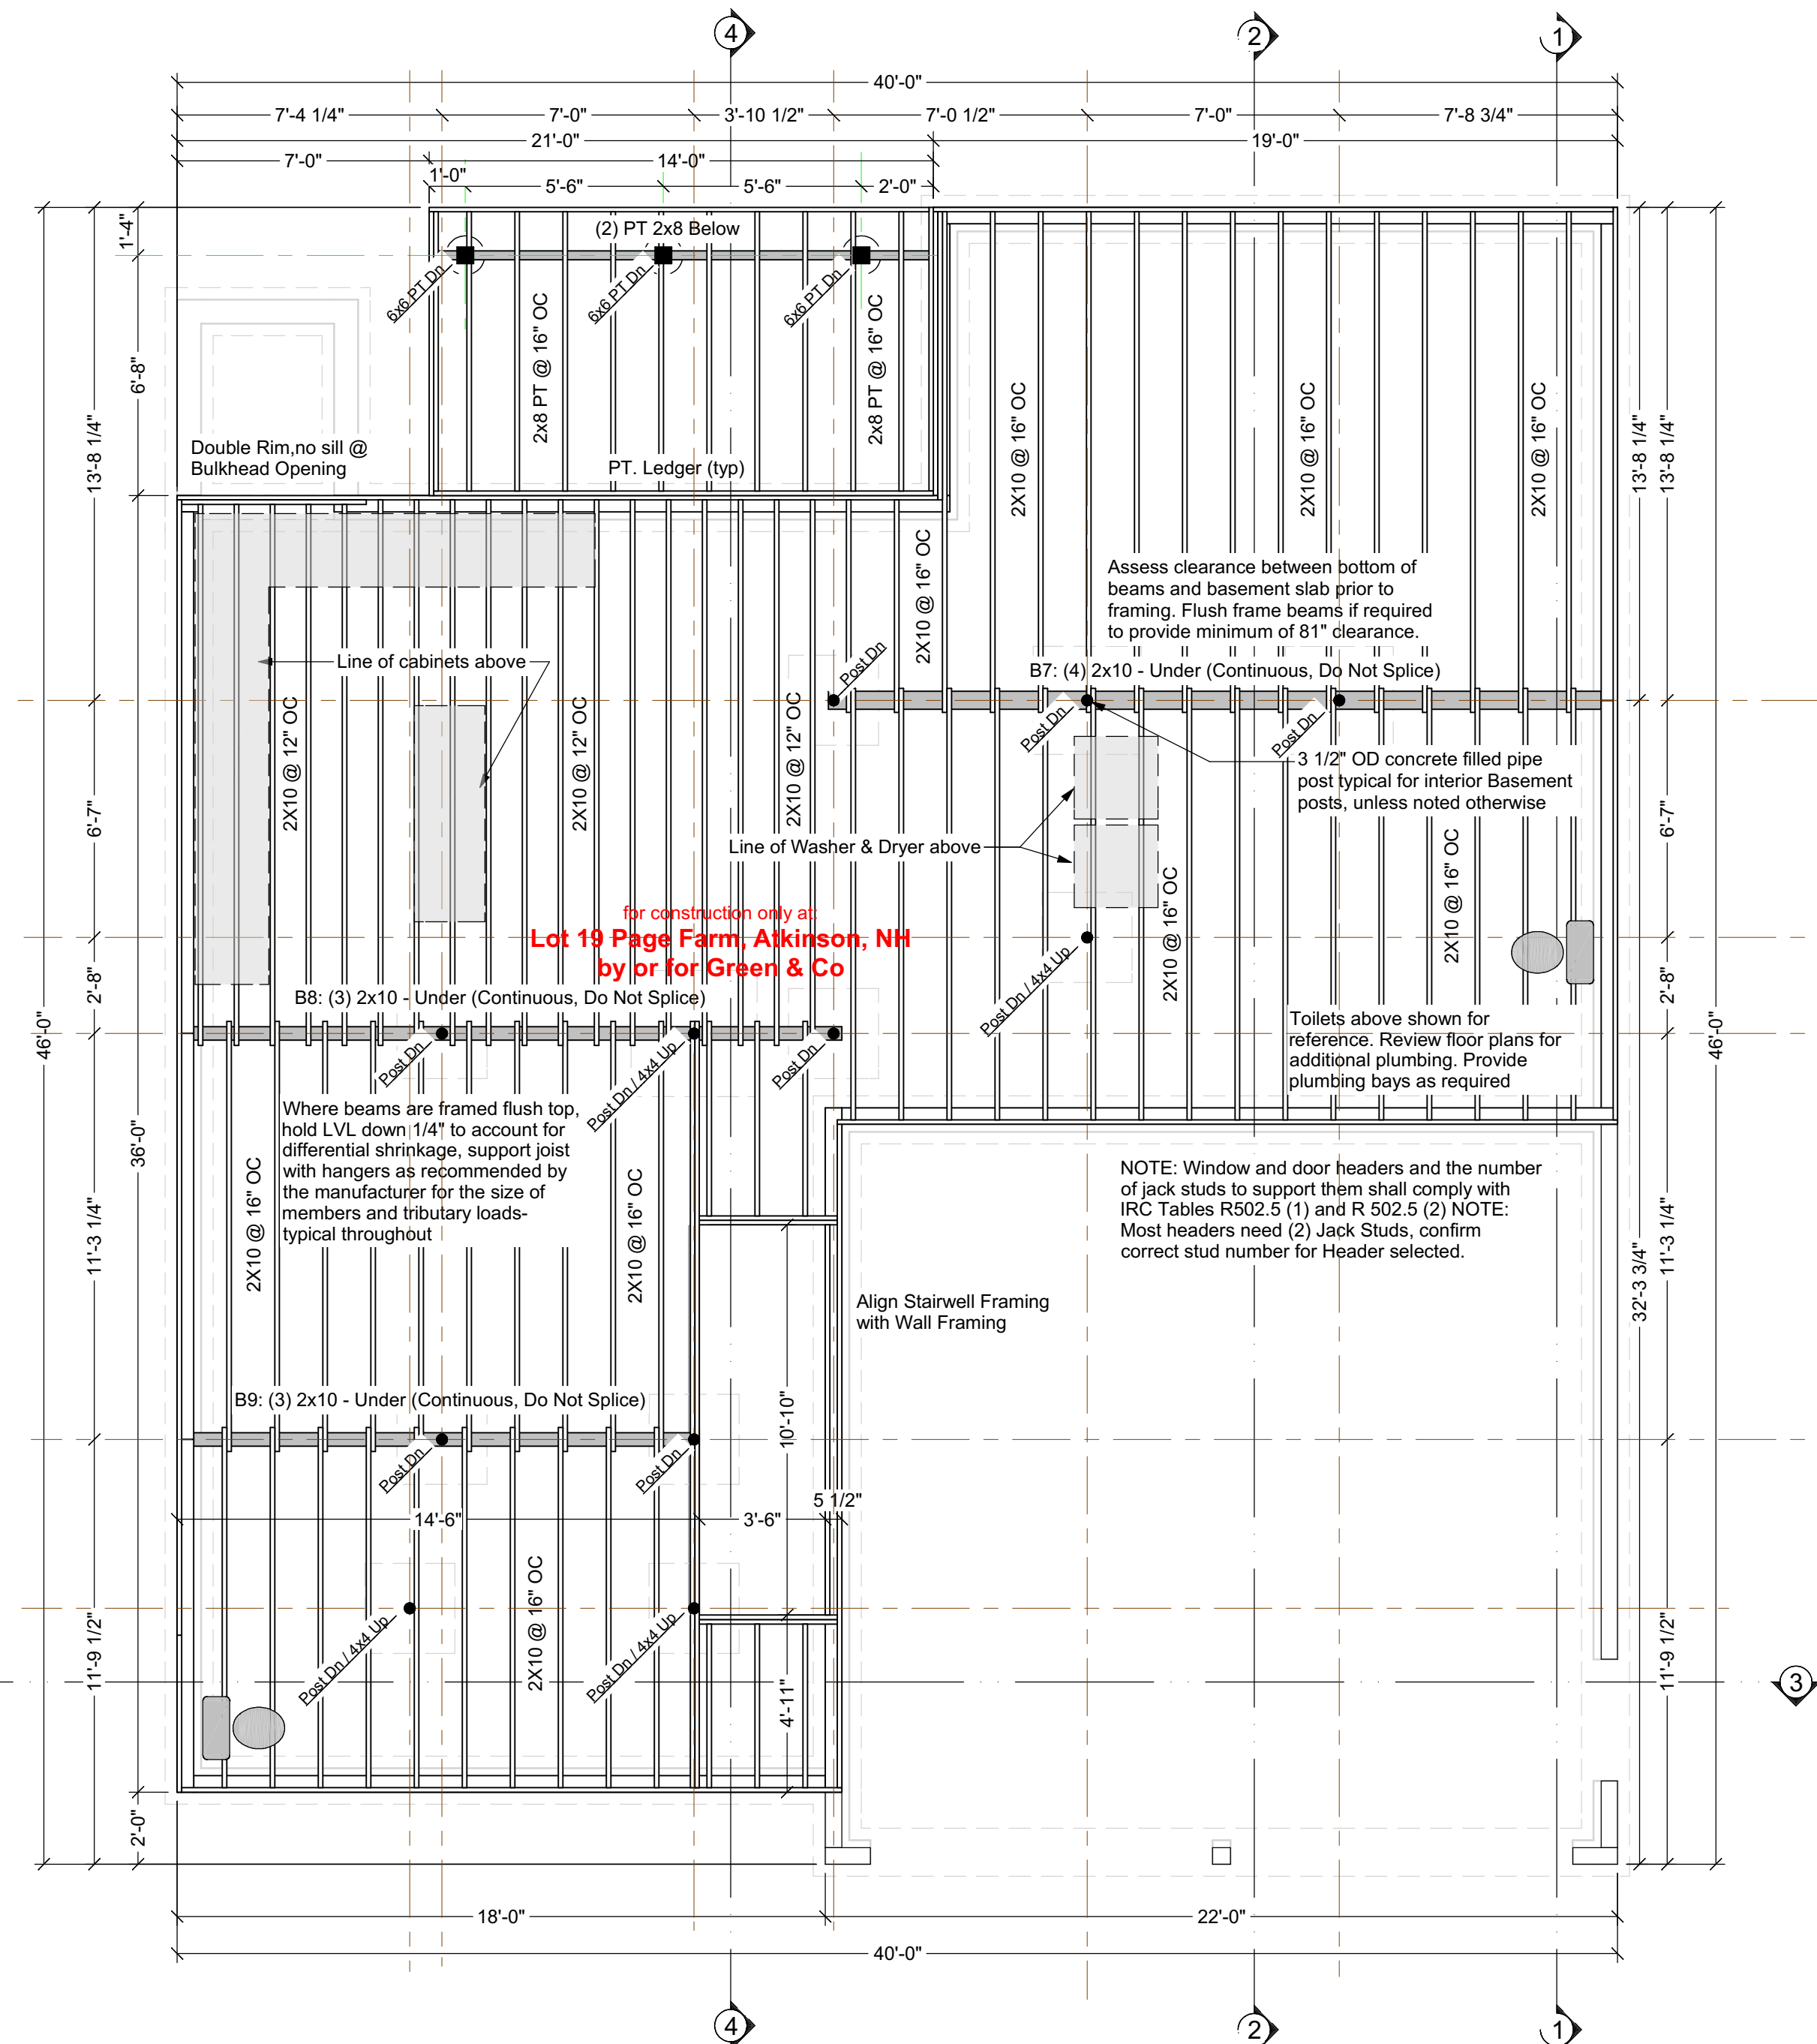 4
2
1
40'-0"
7'-4 1/4"
7'-0"
3'-10 1/2"
7'-0 1/2"
7'-0"
7'-8 3/4"
21'-0"
19'-0"
7'-0"
14'-0"
1'-0"
5'-6"
5'-6"
2'-0"
1'-4"
6'-8"
13'-8 1/4"
6'-7"
2'-8"
46'-0"
36'-0"
11'-3 1/4"
11'-9 1/2"
2'-0"
(2) PT 2x8 Below
6x6 PT Dn
6x6 PT Dn
6x6 PT Dn
2x8 PT @ 16" OC
2x8 PT @ 16" OC
PT. Ledger (typ)
Double Rim,no sill @
Bulkhead Opening
2X10 @ 16" OC
2X10 @ 16" OC
2X10 @ 16" OC
2X10 @ 16" OC
13'-8 1/4"
13'-8 1/4"
Assess clearance between bottom of
beams and basement slab prior to
framing. Flush frame beams if required
to provide minimum of 81" clearance.
B7: (4) 2x10 - Under (Continuous, Do Not Splice)
Line of cabinets above
Post Dn
Post Dn
Post Dn
2X10 @ 12" OC
2X10 @ 12" OC
2X10 @ 12" OC
3 1/2" OD concrete filled pipe
post typical for interior Basement
posts, unless noted otherwise
Line of Washer & Dryer above
2X10 @ 16" OC
2X10 @ 16" OC
6'-7"
2'-8"
46'-0"
for construction only at:
Lot 19 Page Farm, Atkinson, NH
by or for Green & Co
B8: (3) 2x10 - Under (Continuous, Do Not Splice)
Post Dn / 4x4 Up
Post Dn
Post Dn / 4x4 Up
Post Dn
Toilets above shown for
reference. Review floor plans for
additional plumbing. Provide
plumbing bays as required
Where beams are framed flush top,
hold LVL down 1/4" to account for
differential shrinkage, support joist
with hangers as recommended by
the manufacturer for the size of
members and tributary loads-
typical throughout
2X10 @ 16" OC
2X10 @ 16" OC
NOTE: Window and door headers and the number
of jack studs to support them shall comply with
IRC Tables R502.5 (1) and R 502.5 (2) NOTE:
Most headers need (2) Jack Studs, confirm
correct stud number for Header selected.
11'-3 1/4"
32'-3 3/4"
Align Stairwell Framing
with Wall Framing
B9: (3) 2x10 - Under (Continuous, Do Not Splice)
Post Dn
Post Dn
10'-10"
5 1/2"
14'-6"
3'-6"
2X10 @ 16" OC
Post Dn / 4x4 Up
Post Dn / 4x4 Up
4'-11"
11'-9 1/2"
3
18'-0"
22'-0"
40'-0"
4
2
1